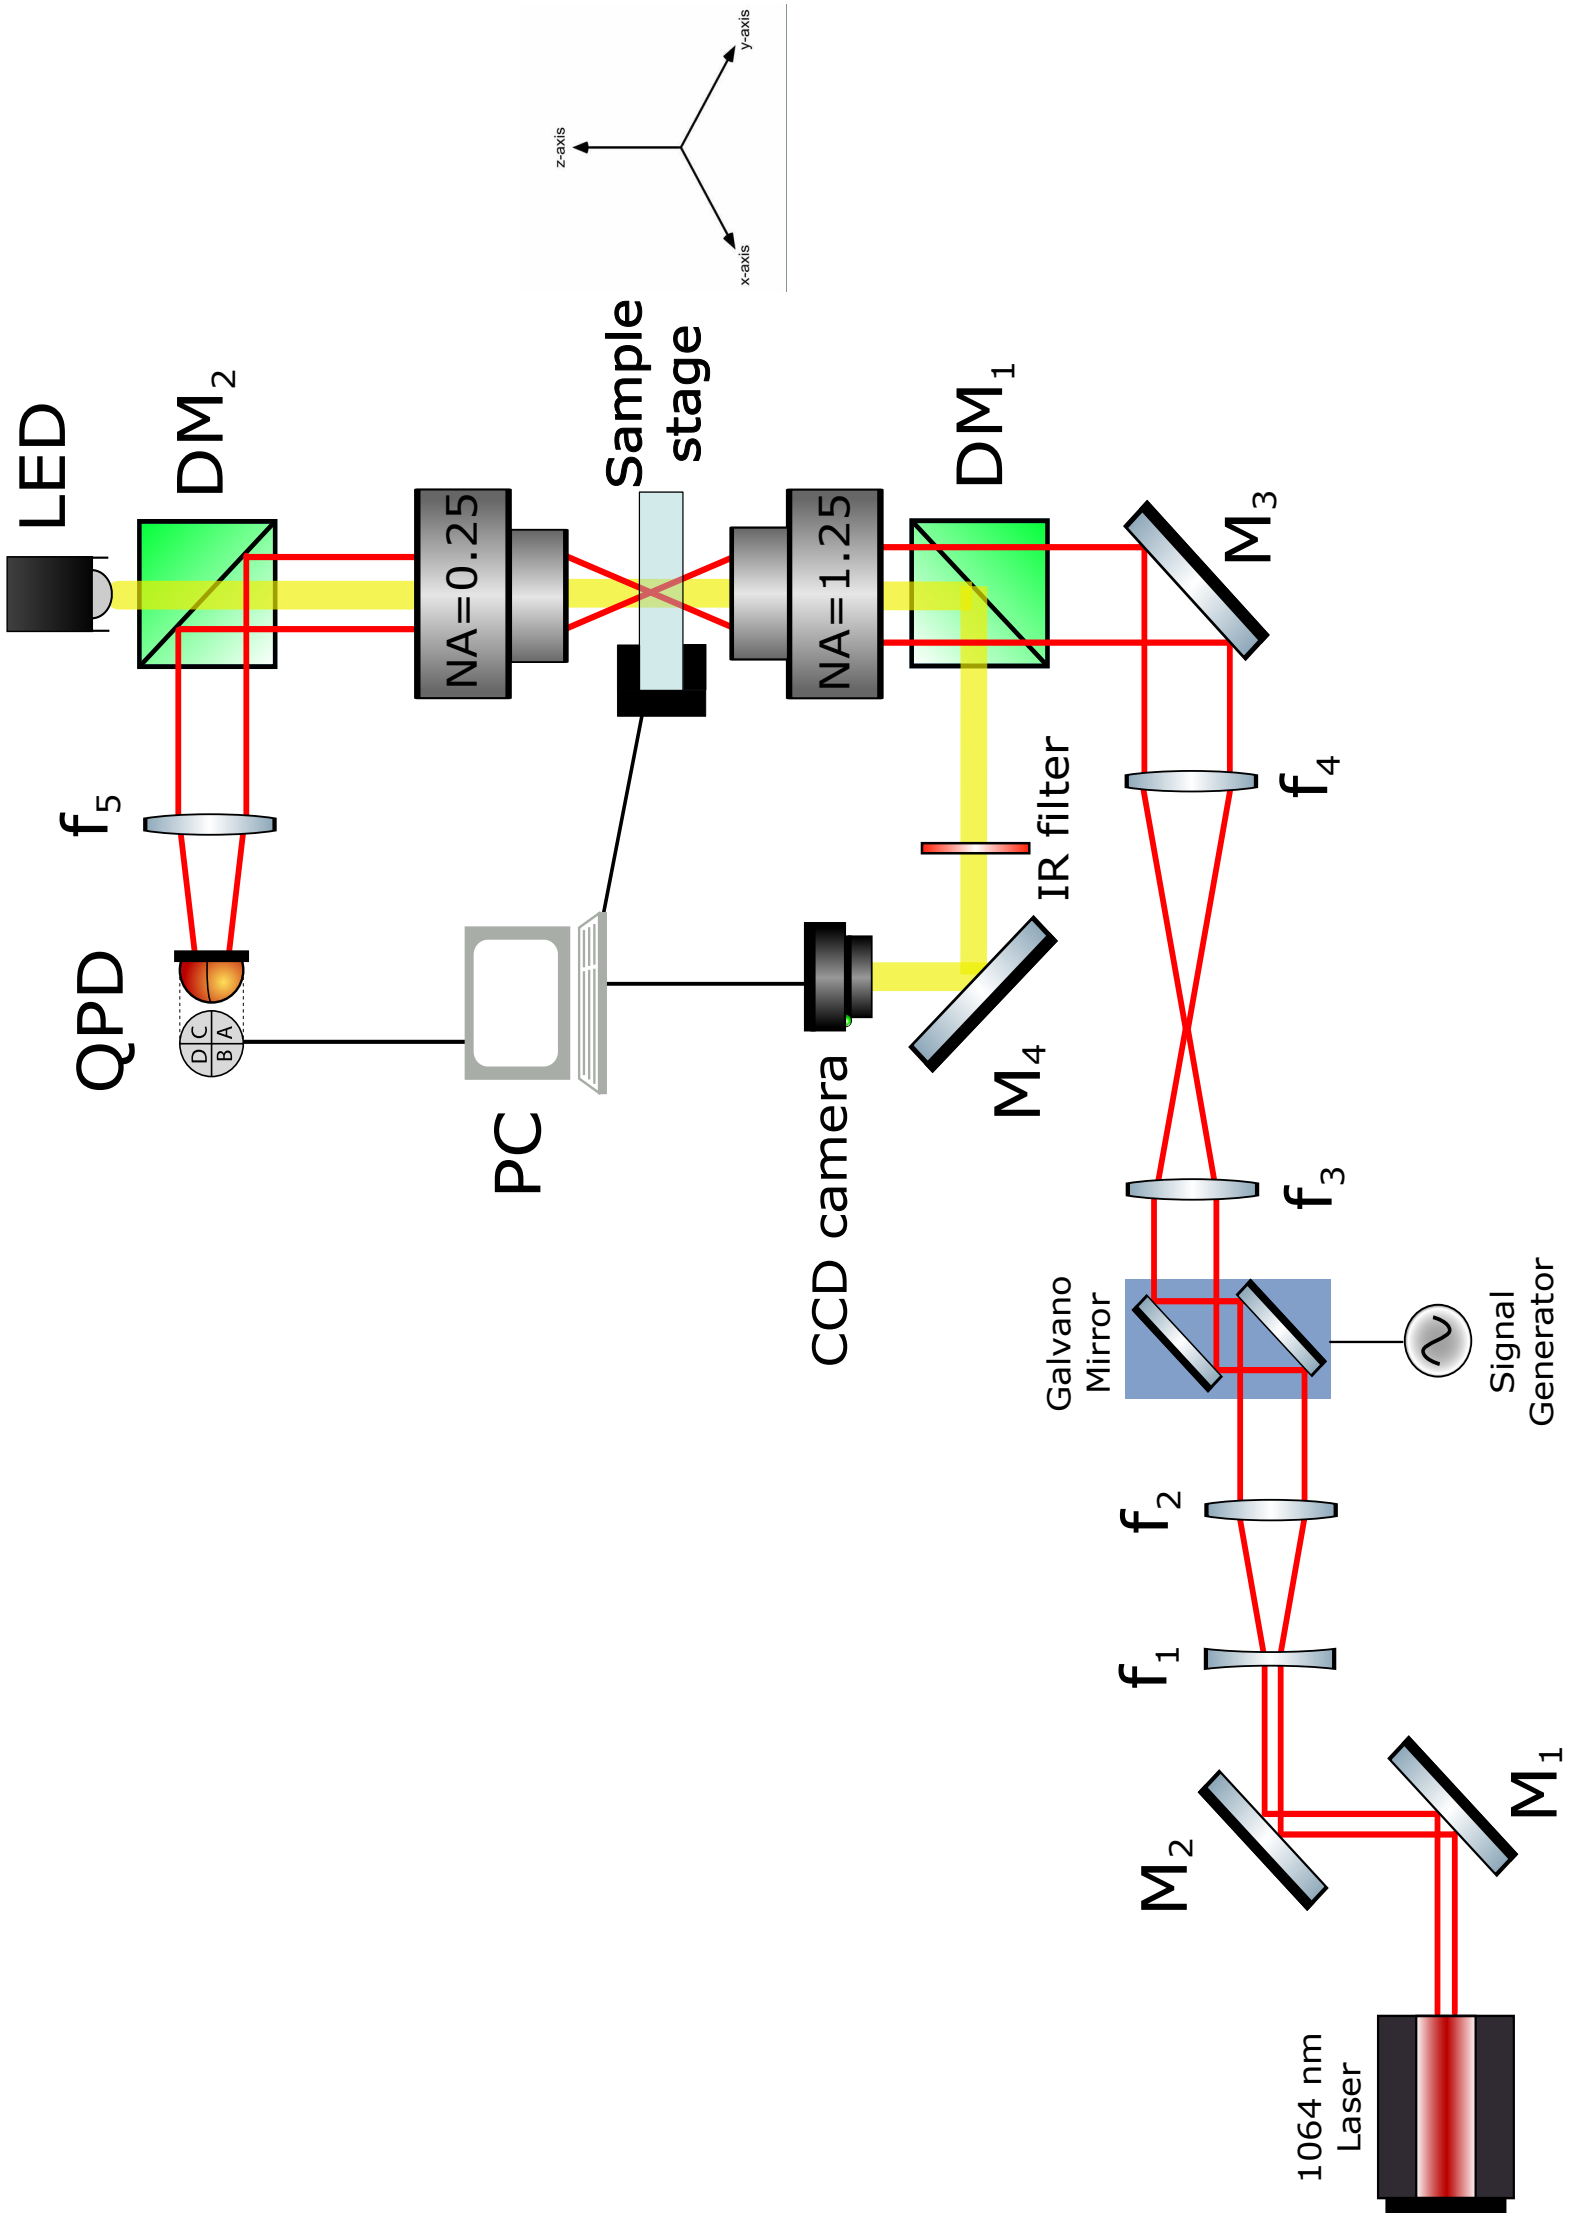 y-axis
z-axis
x-axis
LED
DM2
Sample
stage
DM1
NA=0.25
NA=1.25
M3
f5
IR filter
f4
QPD
D C
B A
PC
CCD camera
M4
f3
Galvano
Mirror
Signal
Generator
f2
f1
M2
M1
1064 nm
Laser